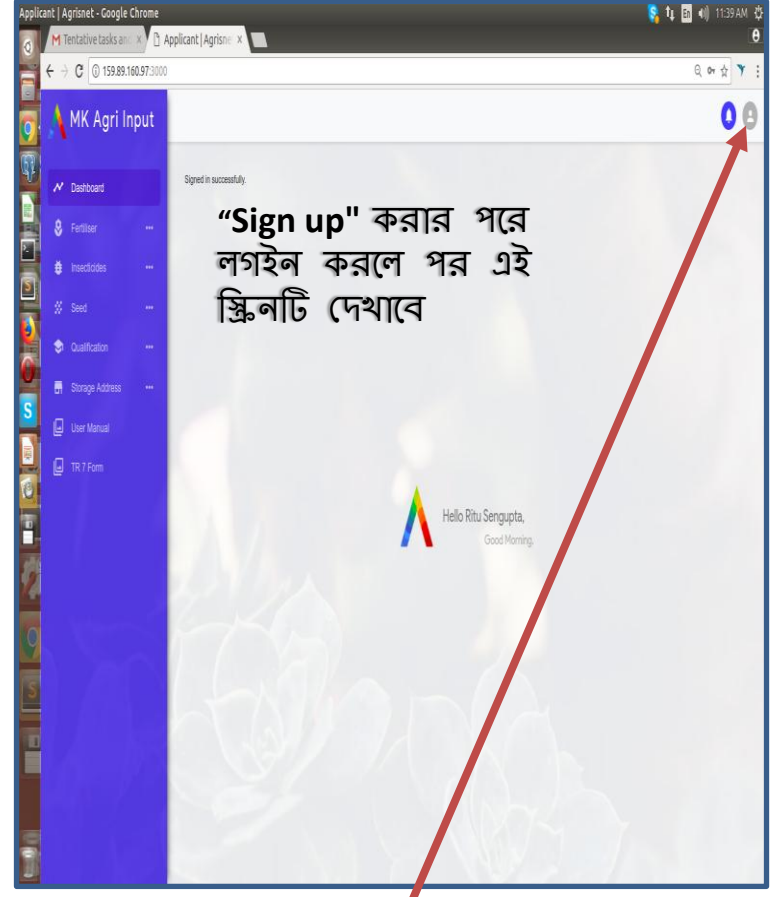 Applicant | Agrisnet - Google Chrome
En 11:39 AM
Tentative tasks and
Applicant | Agrisne
159.89.160.97:3000
MK Agri Input
Signed in successfully.
Dashboard
Fertiliser
Insecticides
Seed
Qualification
Storage Address
User Manual
TR 7 Form
“Sign up" করার পরে
লগইন করলে পর এই
স্ক্রিনটি দেখাবে
Hello Ritu Sengupta,
Good Morning.